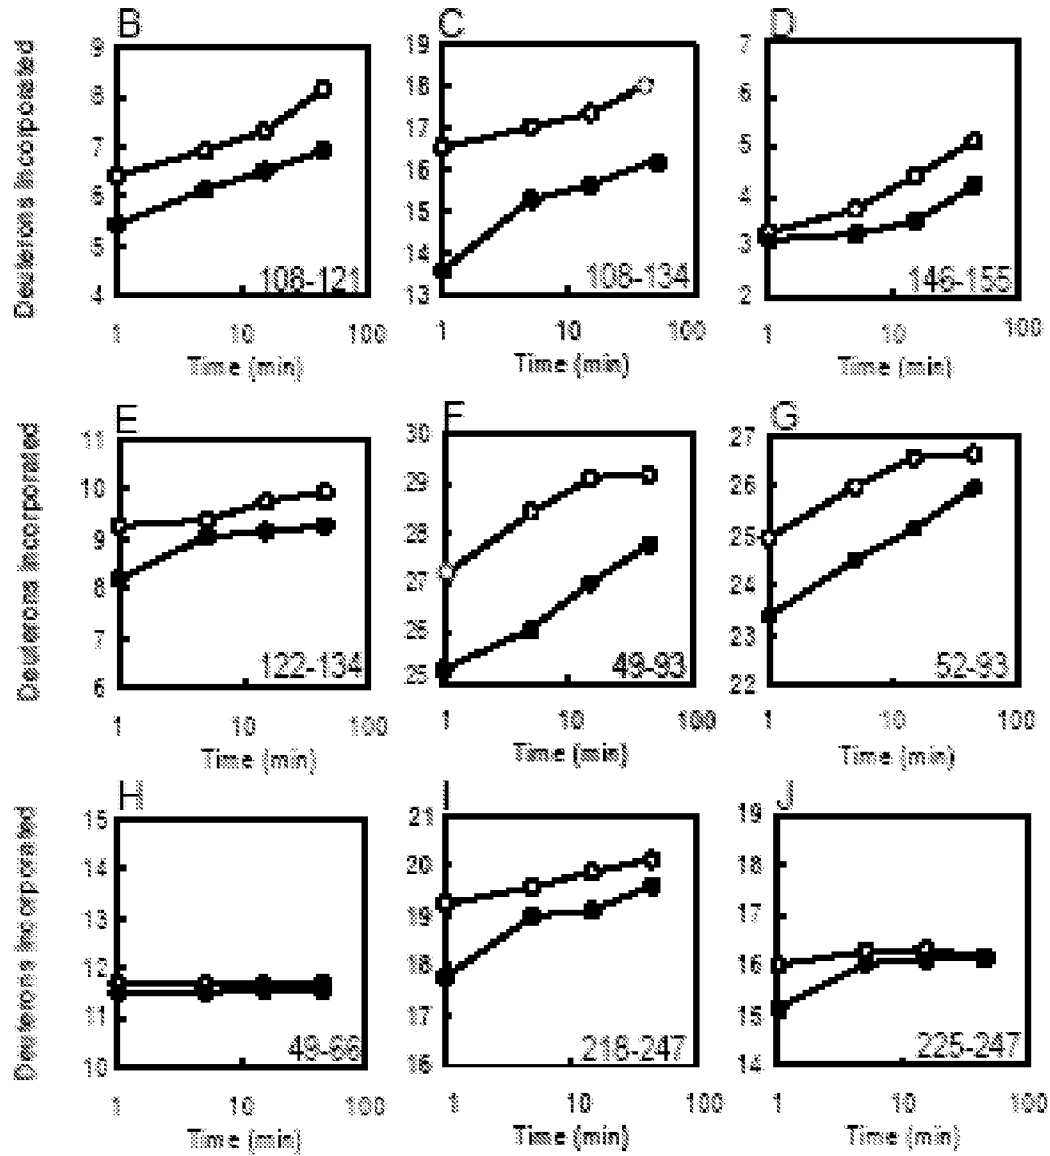 Deuterons incorporated
B
9
8
7
6
5
4
108-121
1 10 100
Time (min)
C
19
18
17
16
15
14
13
108-134
1 10 100
Time (min)
D
7
6
5
4
3
2
146-155
1 10 100
Time (min)
Deuterons incorporated
E
11
10
9
8
7
6
122-134
1 10 100
Time (min)
F
30
29
28
27
26
25
49-93
1 10 100
Time (min)
G
27
26
25
24
23
22
52-93
1 10 100
Time (min)
Deuterons incorporated
H
15
14
13
12
11
10
49-66
1 10 100
Time (min)
I
21
20
19
18
17
16
218-247
1 10 100
Time (min)
J
19
18
17
16
15
14
225-247
1 10 100
Time (min)